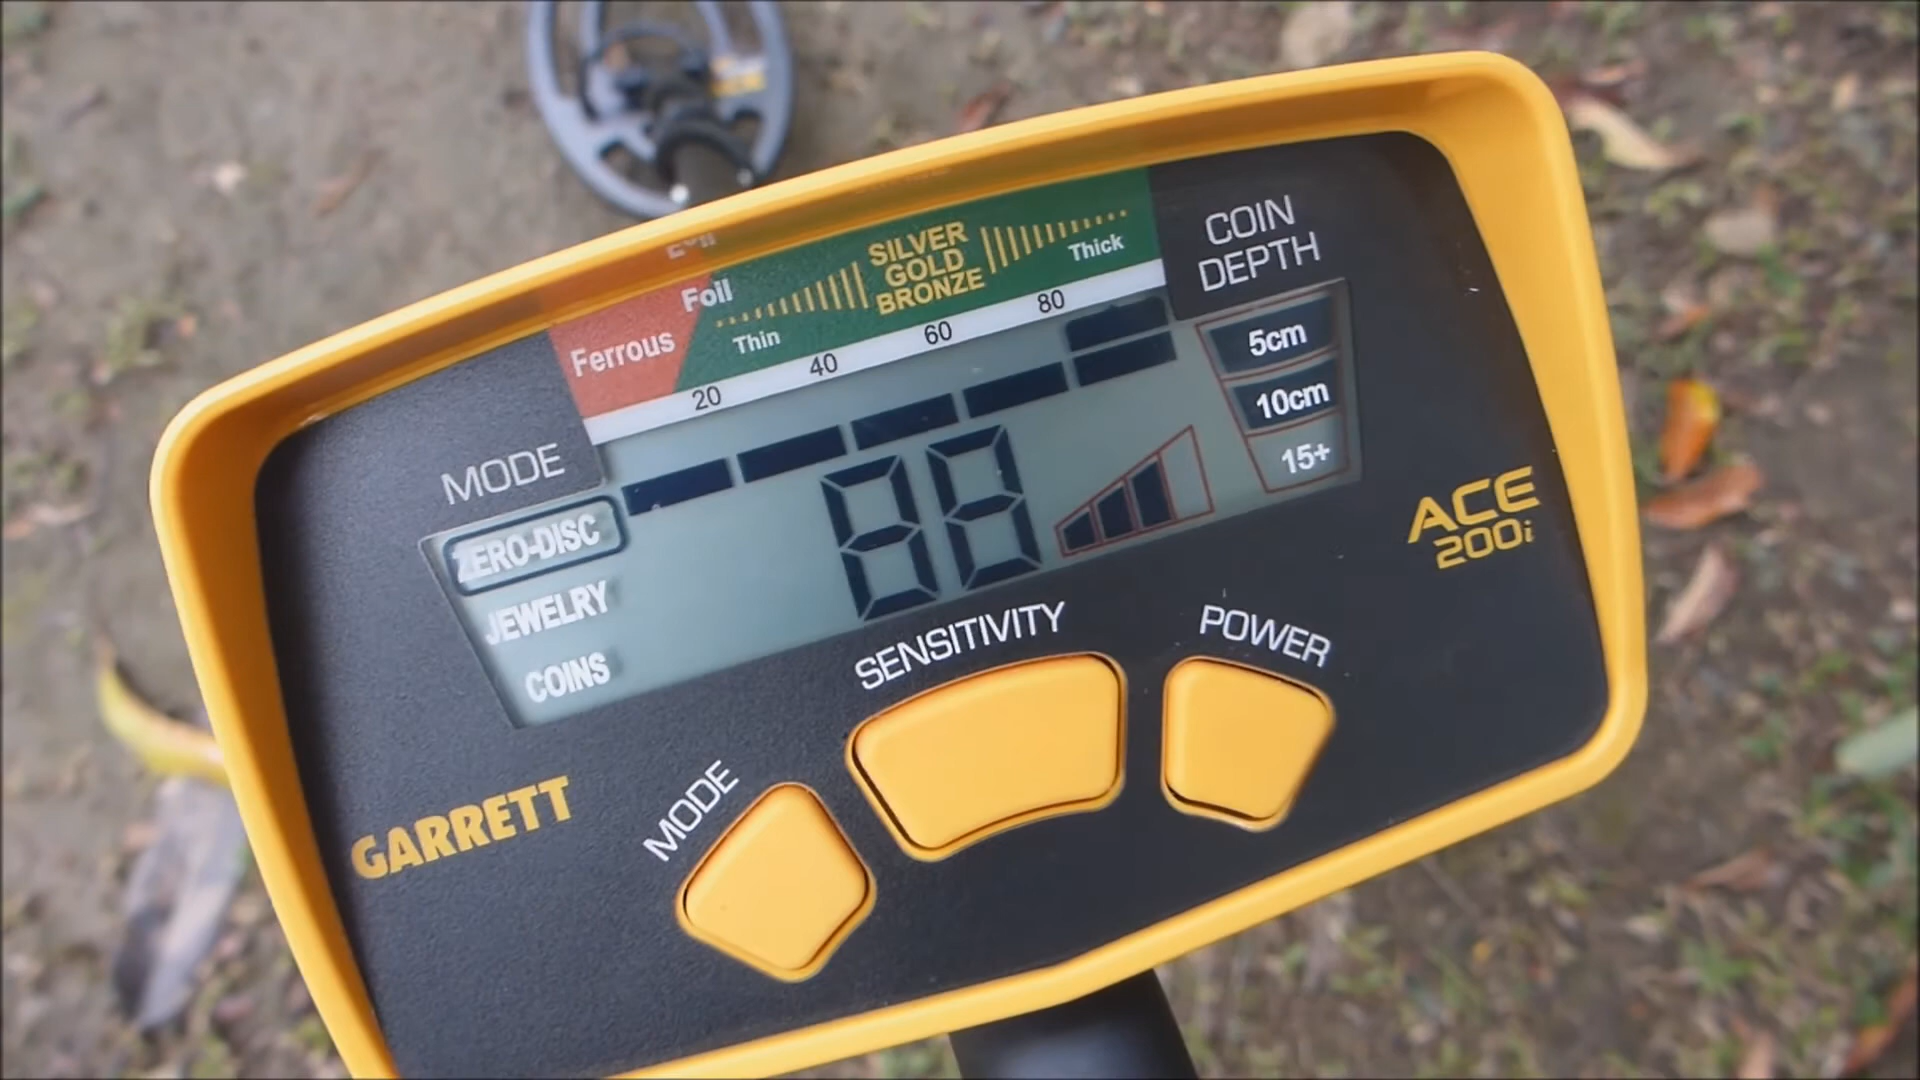 Foil
SILVER
GOLD
BRONZE
Thick
Ferrous
Thin
20 40 60 80
COIN
DEPTH
5cm
10cm
15+
MODE
ZERO-DISC
JEWELRY
COINS
88
ACE
200i
SENSITIVITY
POWER
MODE
GARRETT